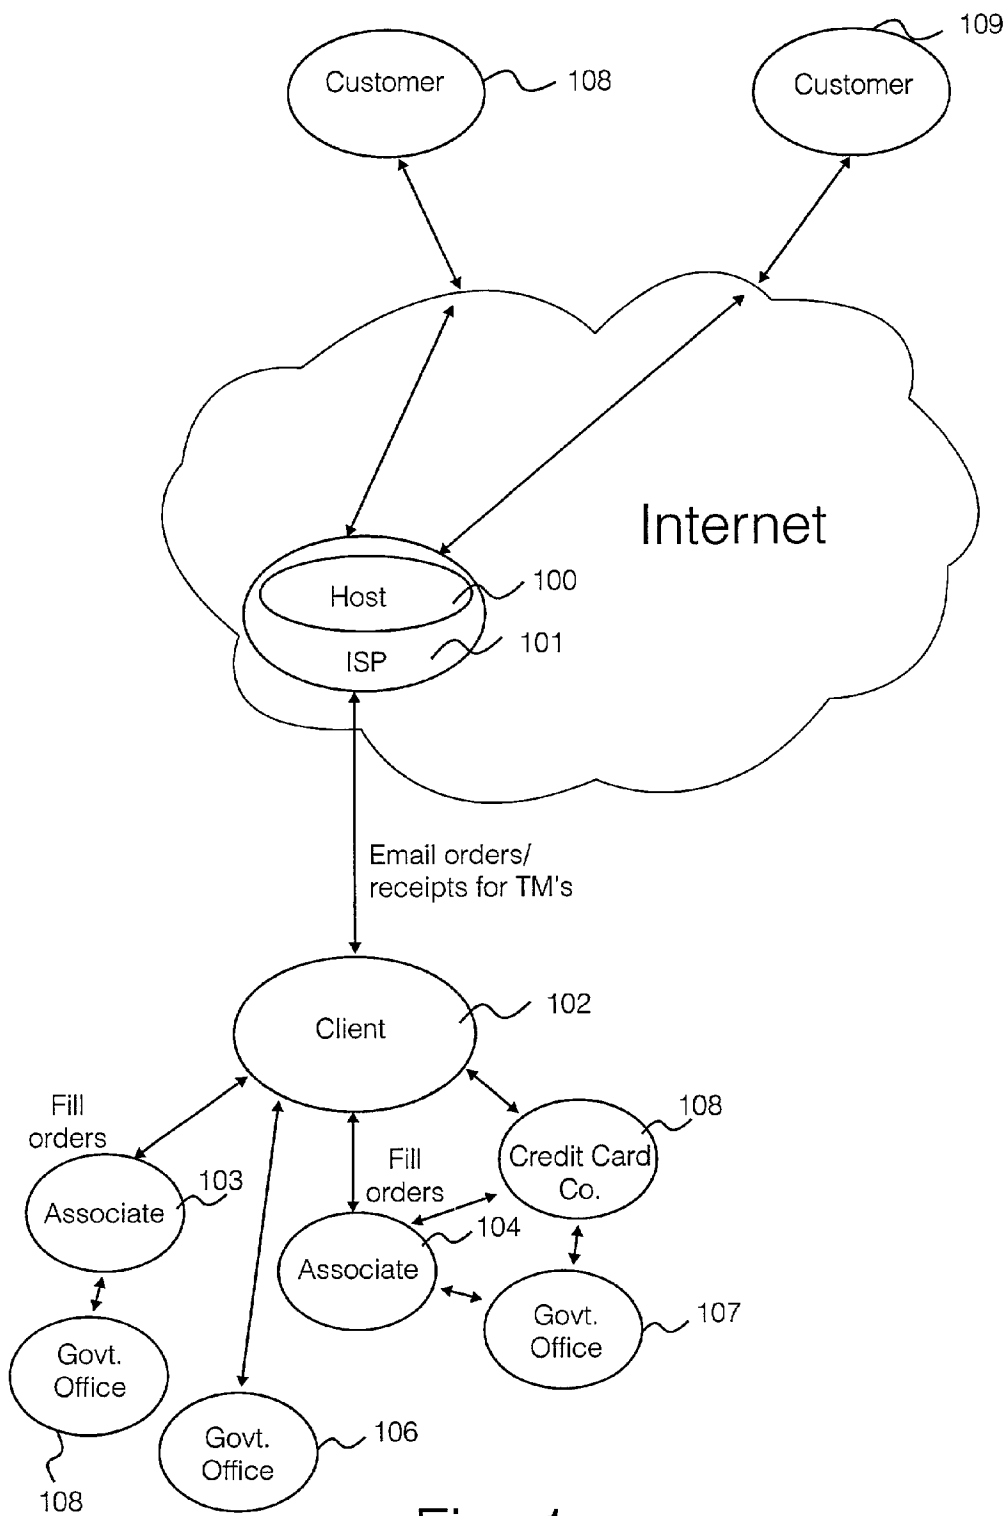 109
Customer
108
Customer
Internet
Host
100
ISP
101
Email orders/
receipts for TM's
Client
102
Fill
orders
108
Credit Card
Co.
Fill
orders
103
Associate
104
Associate
107
Govt.
Office
Govt.
Office
106
Govt.
Office
108